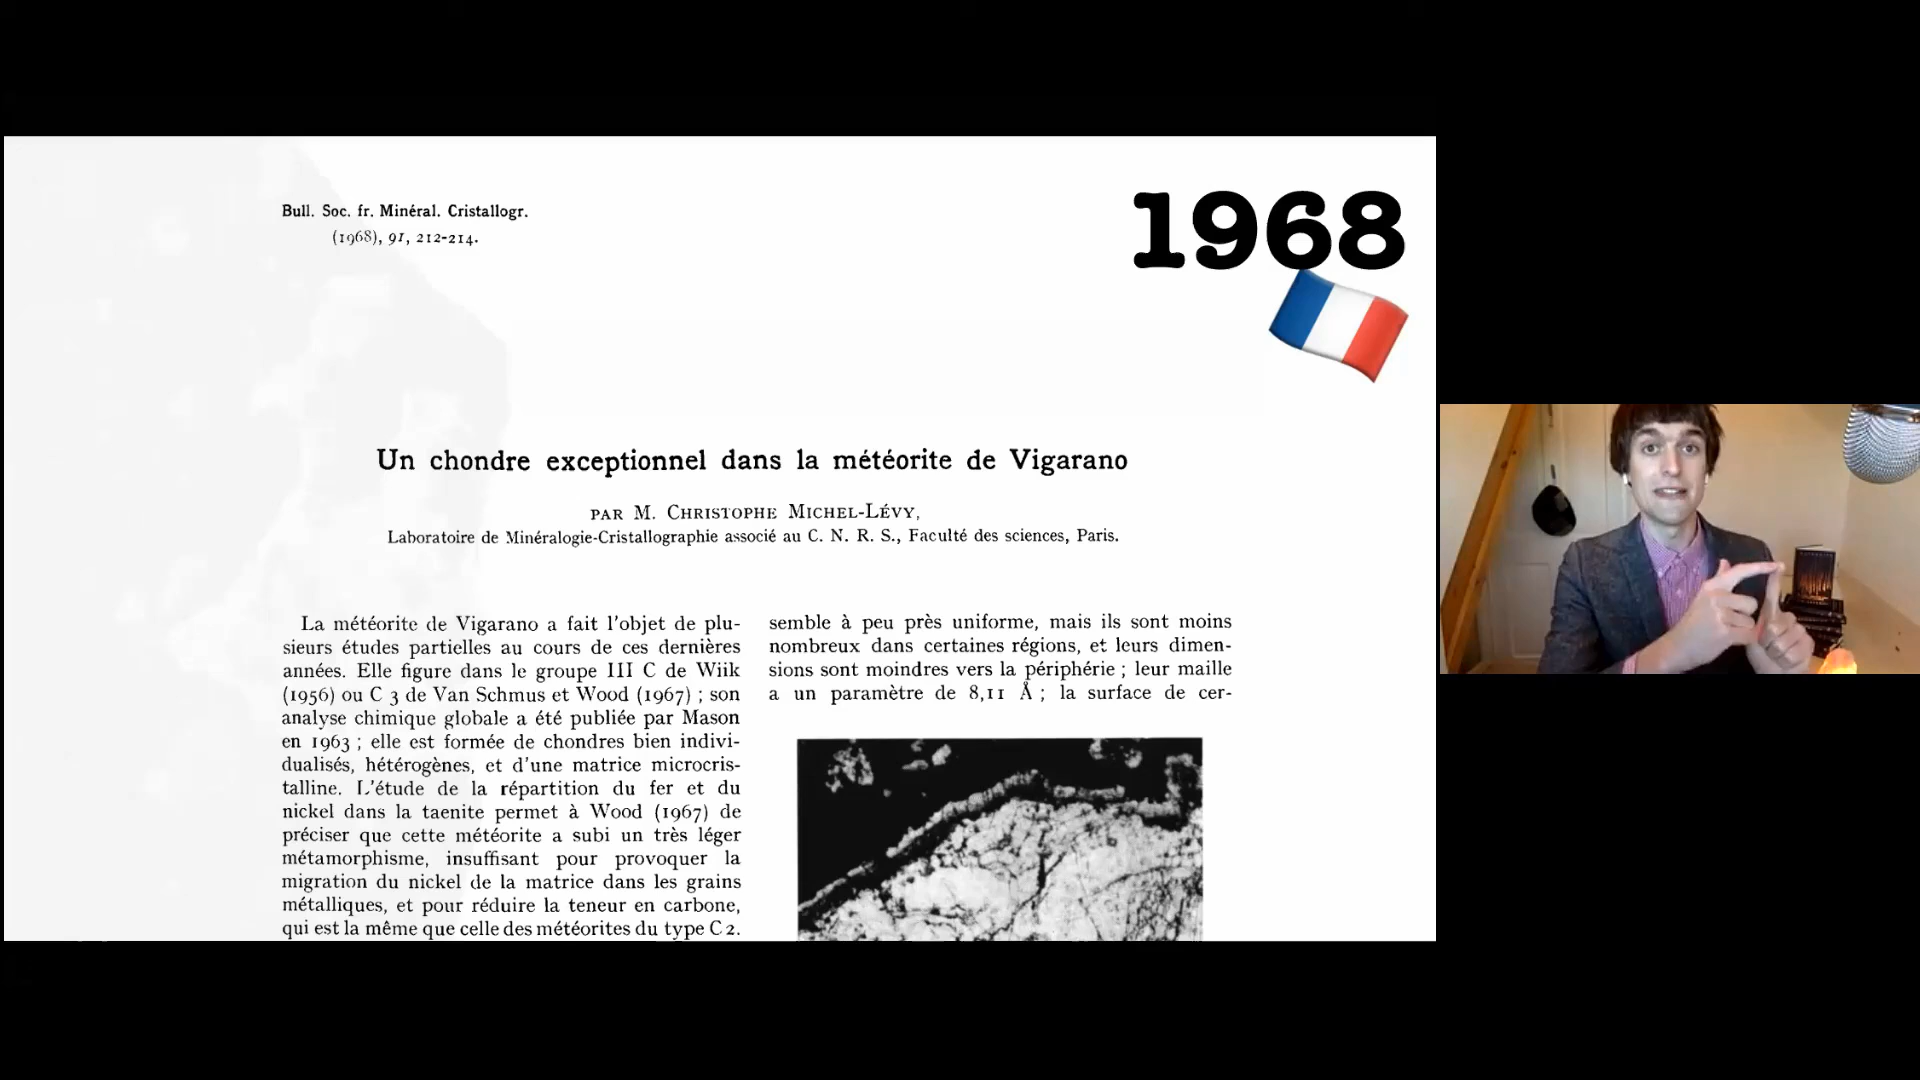 Bull. Soc. fr. Minéral. Cristallogr.
(1968), 91, 212-214.
1968
Un chondre exceptionnel dans la météorite de Vigarano
PAR M. CHRISTOPHE MICHEL-LÉVY,
Laboratoire de Minéralogie-Cristallographie associé au C. N. R. S., Faculté des sciences, Paris.
La météorite de Vigarano a fait l'objet de plu-
sieurs études partielles au cours de ces dernières
années. Elle figure dans le groupe III C de Wiik
(1956) ou C 3 de Van Schmus et Wood (1967) ; son
analyse chimique globale a été publiée par Mason
en 1963 ; elle est formée de chondres bien indivi-
dualisés, hétérogènes, et d'une matrice microcris-
talline. L'étude de la répartition du fer et du
nickel dans la taenite permet à Wood (1967) de
préciser que cette météorite a subi un très léger
métamorphisme, insuffisant pour provoquer la
migration du nickel de la matrice dans les grains
métalliques, et pour réduire la teneur en carbone,
qui est la même que celle des météorites du type C 2.
semble à peu près uniforme, mais ils sont moins
nombreux dans certaines régions, et leurs dimen-
sions sont moindres vers la périphérie ; leur maille
a un paramètre de 8,11 Å ; la surface de cer-